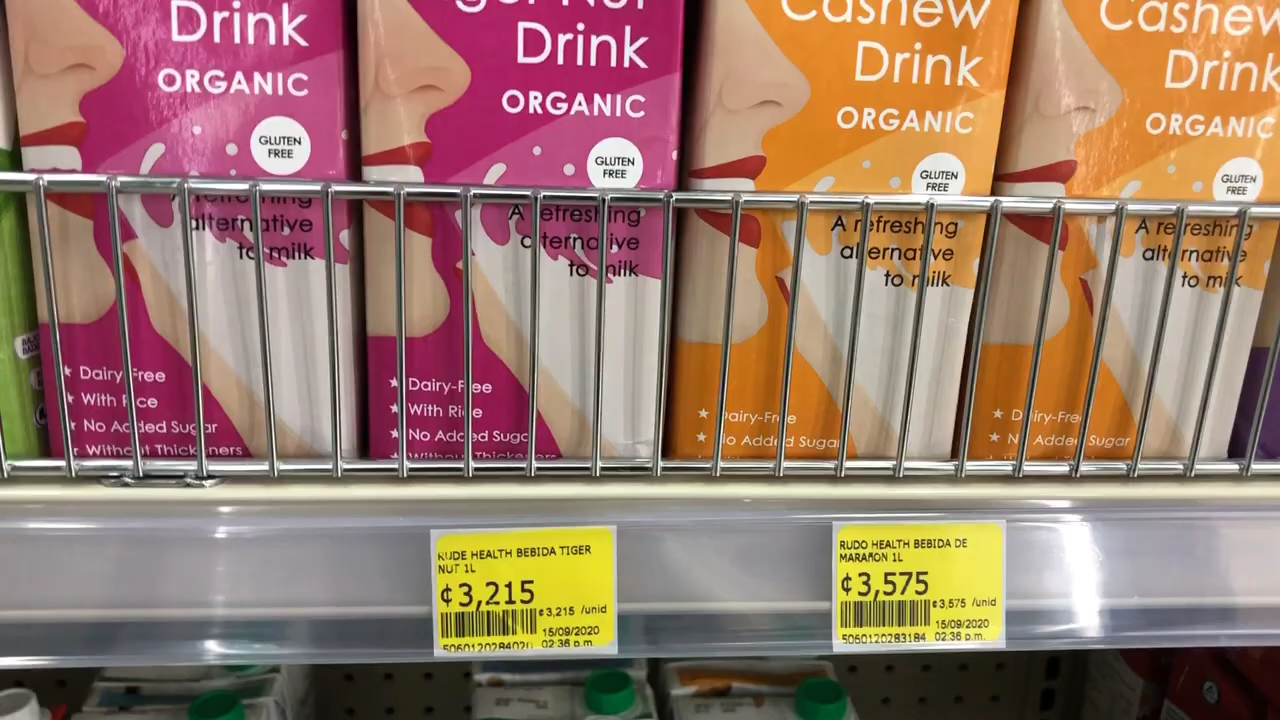 Drink
ORGANIC
GLUTEN
FREE
alternative
to milk
★ Dairy-Free
★ With Rice
★ No Added Sugar
★ Without Thickeners
Drink
ORGANIC
GLUTEN
FREE
A refreshing
alternative
to milk
★ Dairy-Free
★ With Rice
★ No Added Sugar
★ Without Thickeners
Cashew
Drink
ORGANIC
GLUTEN
FREE
A refreshing
alternative
to milk
★ Dairy-Free
★ No Added Sugar
Cashew
Drink
ORGANIC
GLUTEN
FREE
A refreshing
alternative
to milk
★ Dairy-Free
★ No Added Sugar
RUDE HEALTH BEBIDA TIGER
NUT 1L
¢3,215
¢3,215 /unid
15/09/2020
02:36 p.m.
RUDO HEALTH BEBIDA DE
MARAÑON 1L
¢3,575
¢3,575 /unid
15/09/2020
5060120283184 02:36 p.m.